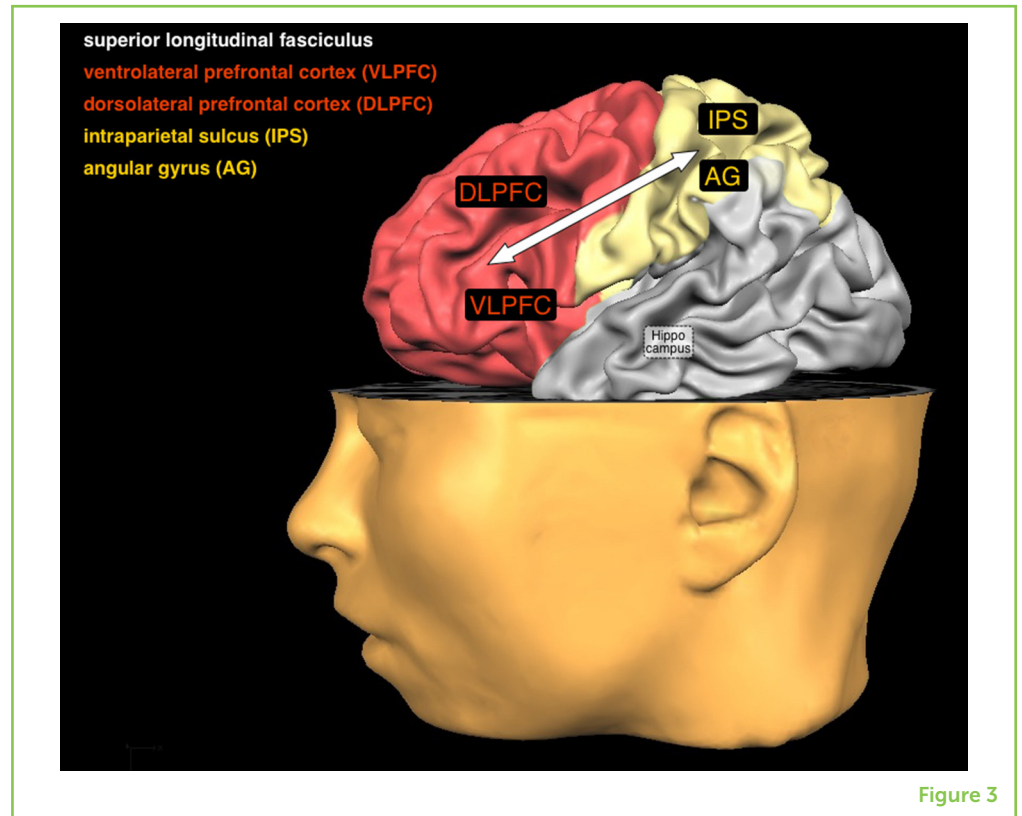 superior longitudinal fasciculus
ventrolateral prefrontal cortex (VLPFC)
dorsolateral prefrontal cortex (DLPFC)
intraparietal sulcus (IPS)
angular gyrus (AG)
IPS
AG
DLPFC
VLPFC
Hippo
campus
Figure 3